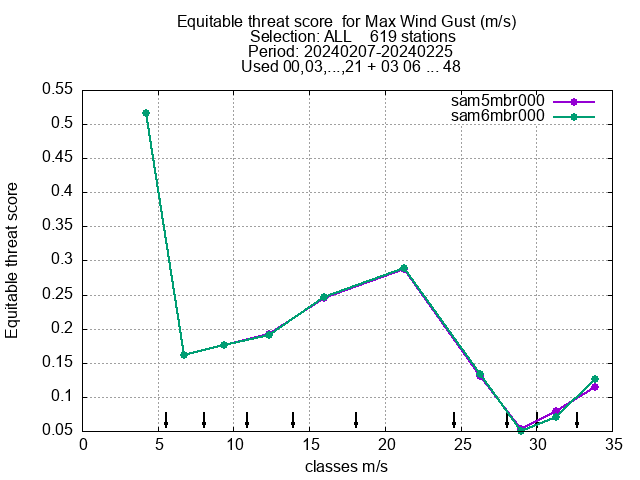 Equitable threat score  for Max Wind Gust (m/s)
Selection: ALL    619 stations
Period: 20240207-20240225
Used 00,03,...,21 + 03 06 ... 48
sam5mbr000
sam6mbr000
0.55
0.5
0.45
0.4
0.35
0.3
0.25
0.2
0.15
0.1
0.05
Equitable threat score
0 5 10 15 20 25 30 35
classes m/s